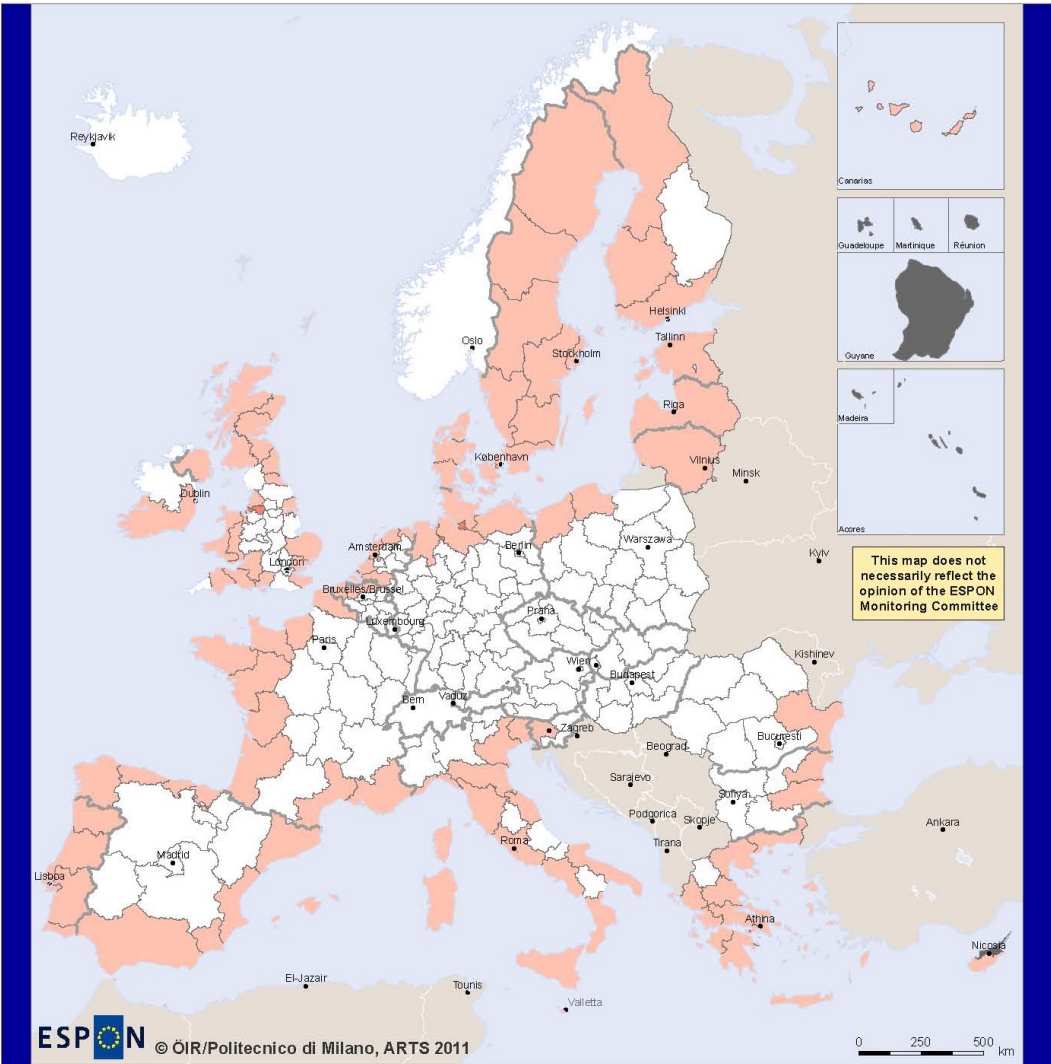 Reykjavik
Canarias
Guadeloupe
Martinique
Réunion
Guyane
Madeira
Acores
This map does not
necessarily reflect the
opinion of the ESPON
Monitoring Committee
Oslo
Helsinki
Tallinn
Stockholm
Riga
København
Vilnius
Minsk
Dublin
London
Amsterdam
Berlin
Warszawa
Bruxelles/Brussel
Kyiv
Luxembourg
Praha
Paris
Wien
Kishinev
Budapest
Bern
Vaduz
Zagreb
Bucuresti
Beograd
Sarajevo
Sofiya
Podgorica
Skopje
Ankara
Roma
Tirana
Madrid
Lisboa
Athina
Nicosia
El-Jazair
Tounis
Valletta
ESPON © ÖIR/Politecnico di Milano, ARTS 2011
0 250 500
km